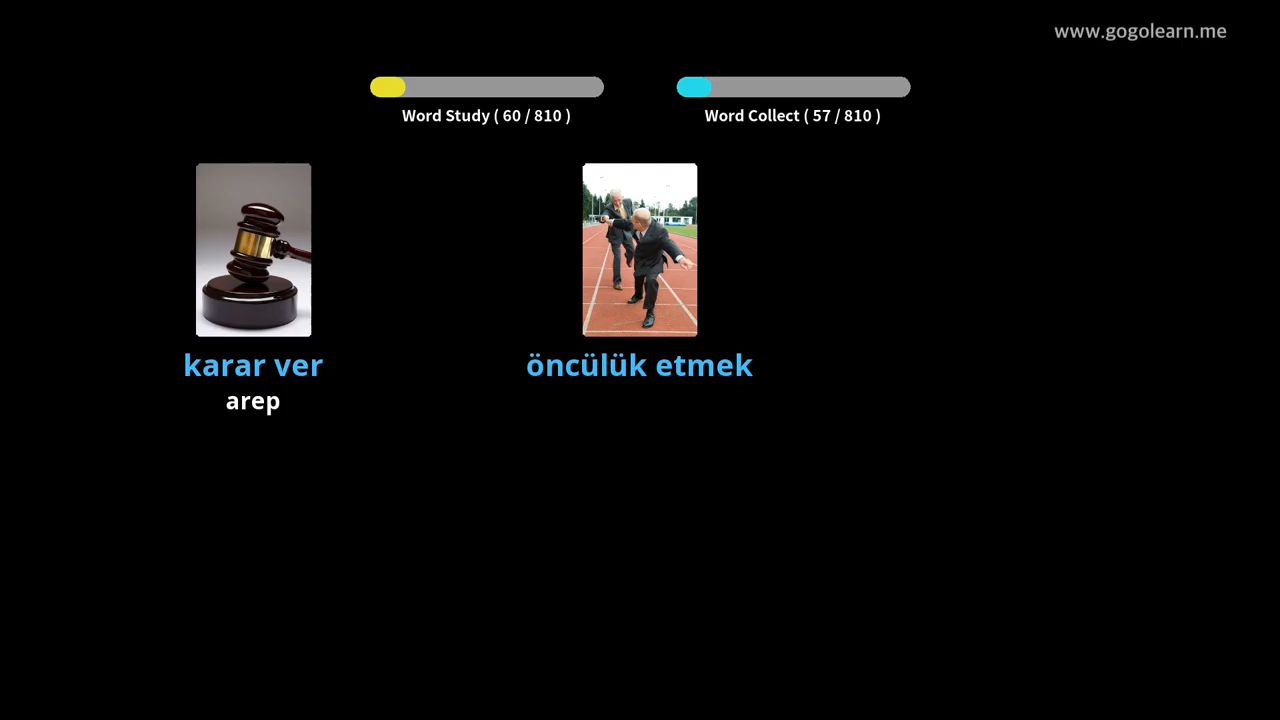 www.gogolearn.me
Word Study ( 60 / 810 )
Word Collect ( 57 / 810 )
karar ver
arep
öncülük etmek